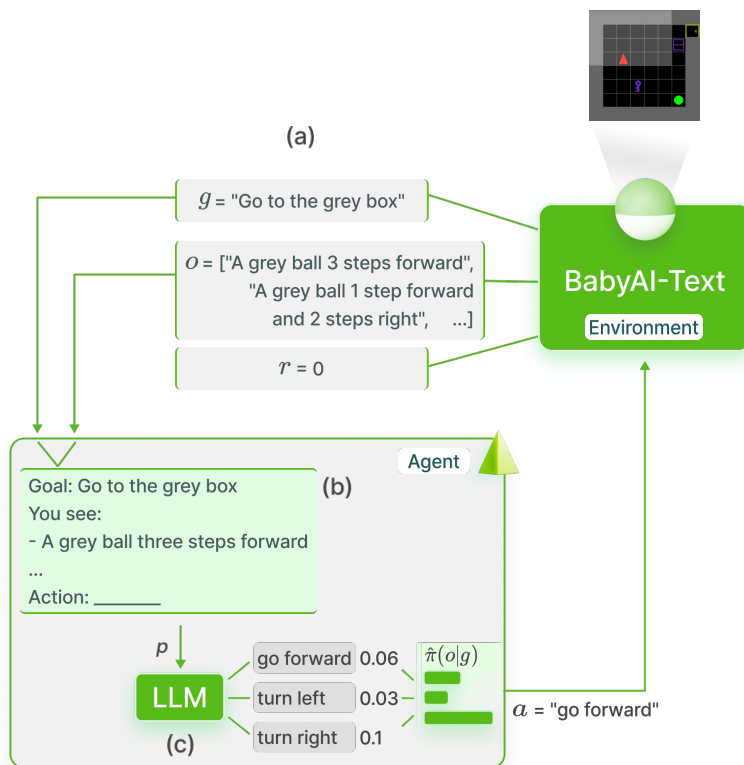 (a)
g = "Go to the grey box"
o = ["A grey ball 3 steps forward",
"A grey ball 1 step forward
and 2 steps right", ...]
r = 0
BabyAI-Text
Environment
Agent
Goal: Go to the grey box
You see:
- A grey ball three steps forward
...
Action: _______
(b)
p
LLM
(c)
go forward 0.06
turn left 0.03
turn right 0.1
π̂(o|g)
a = "go forward"